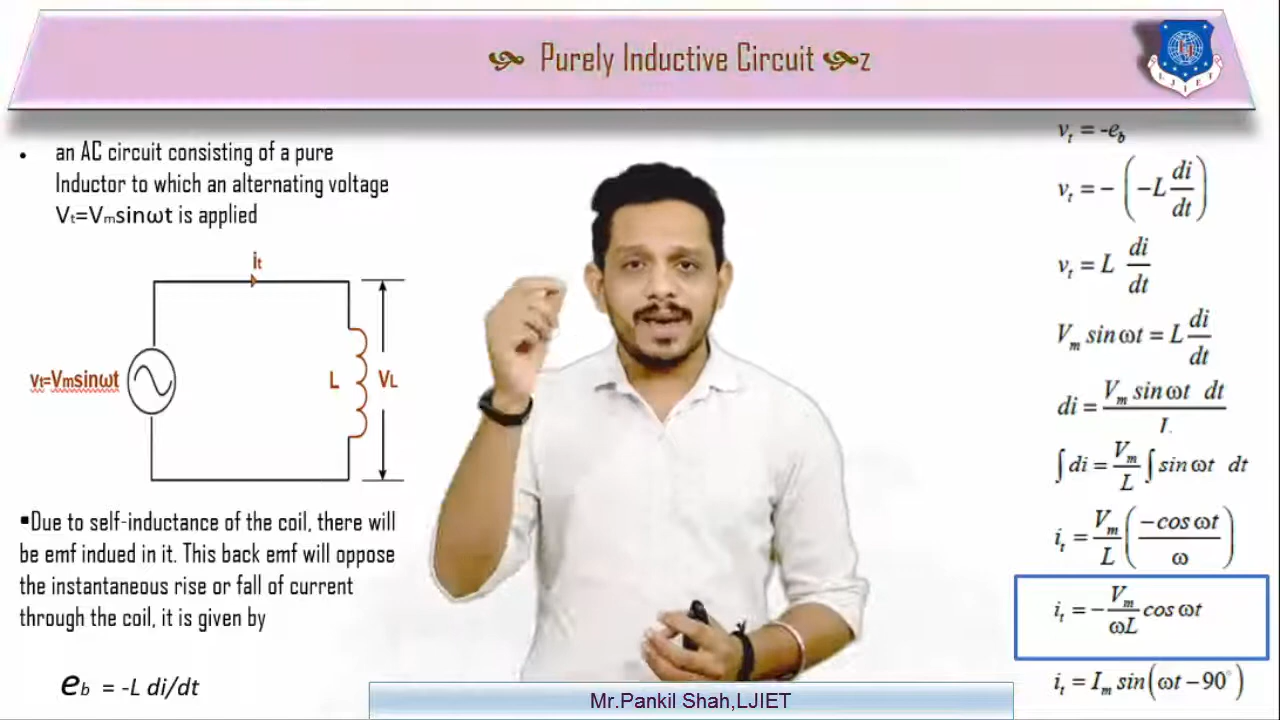 Purely Inductive Circuit z
L J I E T
• an AC circuit consisting of a pure
Inductor to which an alternating voltage
Vt=Vmsinωt is applied
it
vt=Vmsinωt
L
VL
▪Due to self-inductance of the coil, there will
be emf indued in it. This back emf will oppose
the instantaneous rise or fall of current
through the coil, it is given by
eb = -L di/dt
vt = -eb
vt = - (-L di/dt)
vt = L di/dt
Vm sin ωt = L di/dt
di = Vm sin ωt dt / L
∫ di = Vm/L ∫ sin ωt dt
it = Vm/L (-cos ωt / ω)
it = - Vm/ωL cos ωt
it = Im sin(ωt - 90°)
Mr.Pankil Shah,LJIET